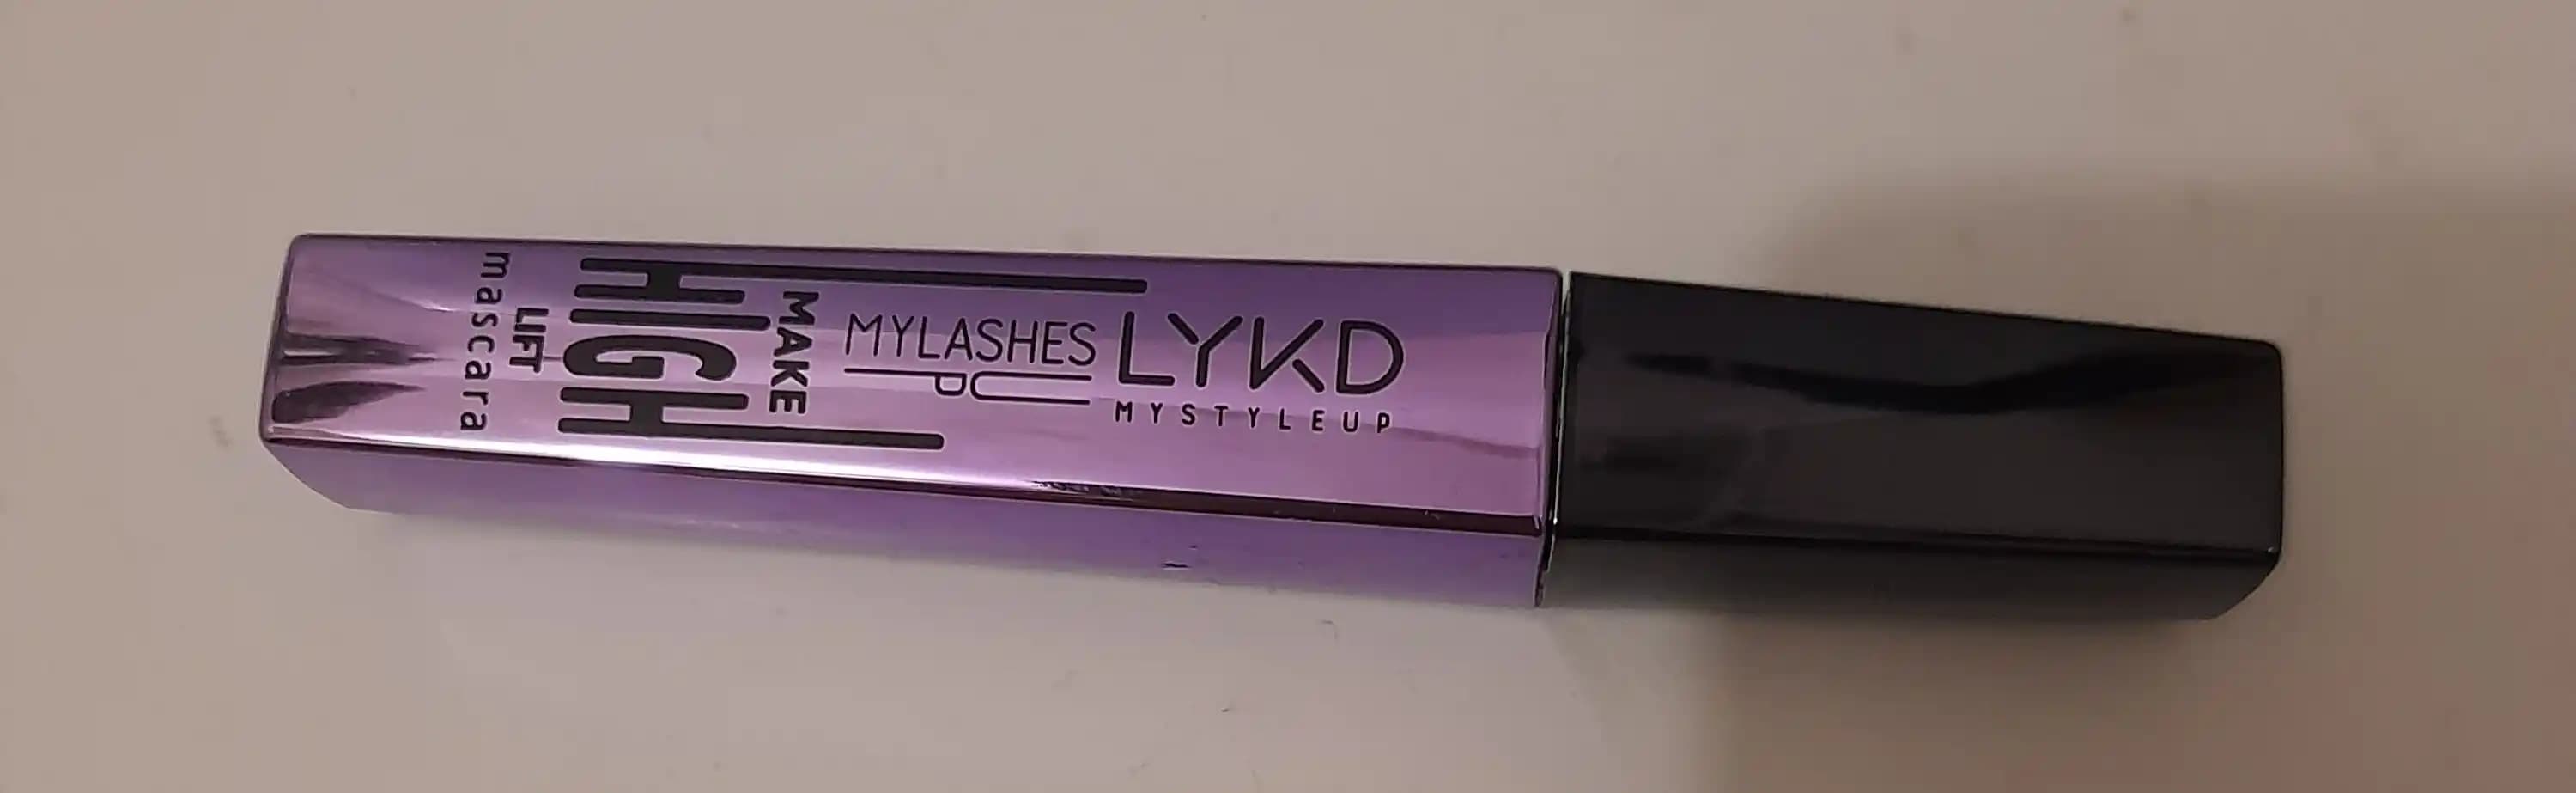 LYKD
MYSTYLEUP
MYLASHES
UP
MAKE
HIGH
LIFT
mascara